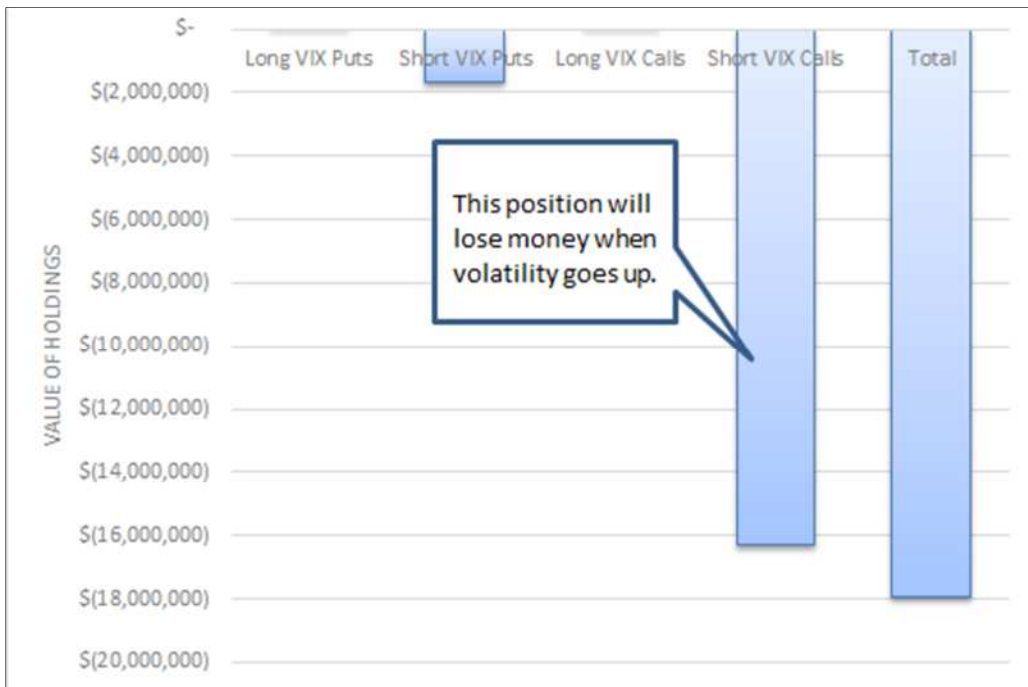 $-
Long VIX Puts Short VIX Puts Long VIX Calls Short VIX Calls Total
$(2,000,000)
$(4,000,000)
$(6,000,000)
$(8,000,000)
$(10,000,000)
$(12,000,000)
$(14,000,000)
$(16,000,000)
$(18,000,000)
$(20,000,000)
VALUE OF HOLDINGS
This position will
lose money when
volatility goes up.